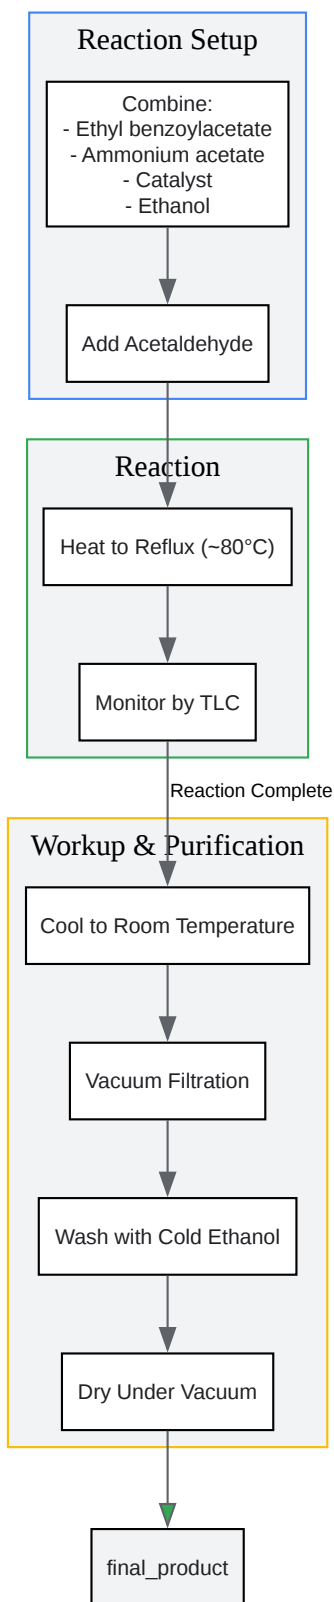 Reaction Setup
Combine:
- Ethyl benzoylacetate
- Ammonium acetate
- Catalyst
- Ethanol
Add Acetaldehyde
Reaction
Heat to Reflux (~80°C)
Monitor by TLC
Reaction Complete
Workup & Purification
Cool to Room Temperature
Vacuum Filtration
Wash with Cold Ethanol
Dry Under Vacuum
final_product